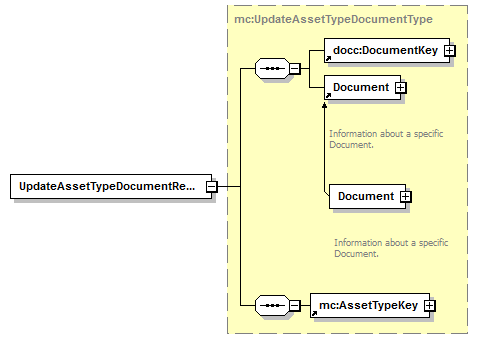 mc:UpdateAssetTypeDocumentType
docc:DocumentKey
Document
Information about a specific
Document.
UpdateAssetTypeDocumentRe...
Document
Information about a specific
Document.
mc:AssetTypeKey